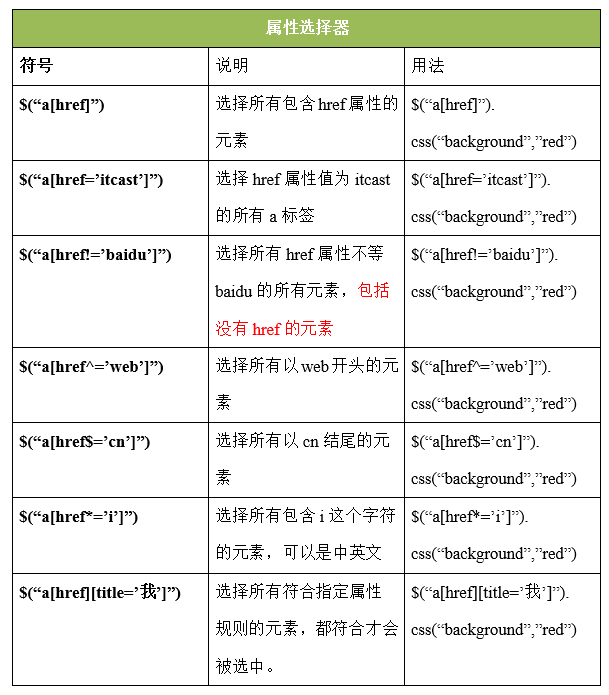 属性选择器
符号 说明 用法
$(“a[href]”) 选择所有包含 href 属性的 $(“a[href]”).
元素 css(“background”,”red”)
$(“a[href=’itcast’]”) 选择 href 属性值为 itcast $(“a[href=’itcast’]”).
的所有 a 标签 css(“background”,”red”)
$(“a[href!=’baidu’]”) 选择所有 href 属性不等 $(“a[href!=’baidu’]”).
baidu 的所有元素，包括 css(“background”,”red”)
没有 href 的元素
$(“a[href^=’web’]”) 选择所有以 web 开头的元 $(“a[href^=’web’]”).
素 css(“background”,”red”)
$(“a[href$=’cn’]”) 选择所有以 cn 结尾的元 $(“a[href$=’cn’]”).
素 css(“background”,”red”)
$(“a[href*=’i’]”) 选择所有包含 i 这个字符 $(“a[href*=’i’]”).
的元素，可以是中英文 css(“background”,”red”)
$(“a[href][title=’我’]”) 选择所有符合指定属性 $(“a[href][title=’我’]”).
规则的元素，都符合才会 css(“background”,”red”)
被选中。